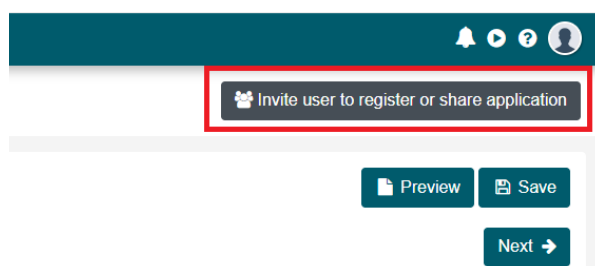 Invite user to register or share application
Preview
Save
Next